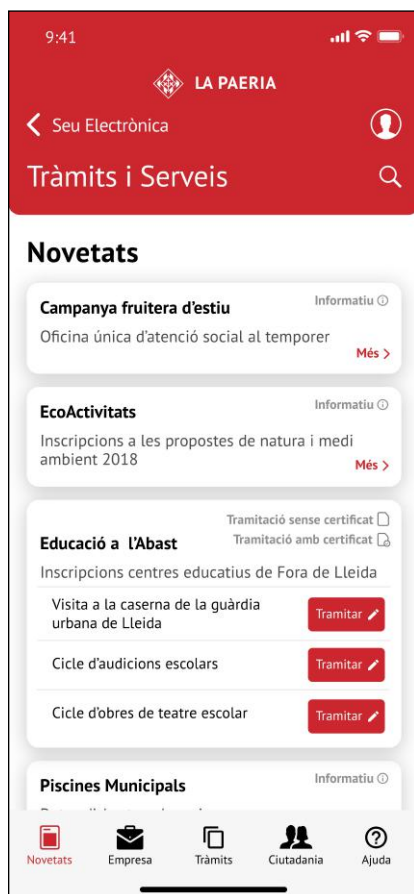 9:41
LA PAERIA
Seu Electrònica
Tràmits i Serveis
Novetats
Campanya fruitera d'estiu
Informatiu
Oficina única d'atenció social al temporer
Més >
EcoActivitats
Informatiu
Inscripcions a les propostes de natura i medi
ambient 2018
Més >
Tramitació sense certificat
Educació a l'Abast
Tramitació amb certificat
Inscripcions centres educatius de Fora de Lleida
Visita a la caserna de la guàrdia
urbana de Lleida
Tramitar
Cicle d'audicions escolars
Tramitar
Cicle d'obres de teatre escolar
Tramitar
Piscines Municipals
Informatiu
Novetats
Empresa
Tràmits
Ciutadania
Ajuda